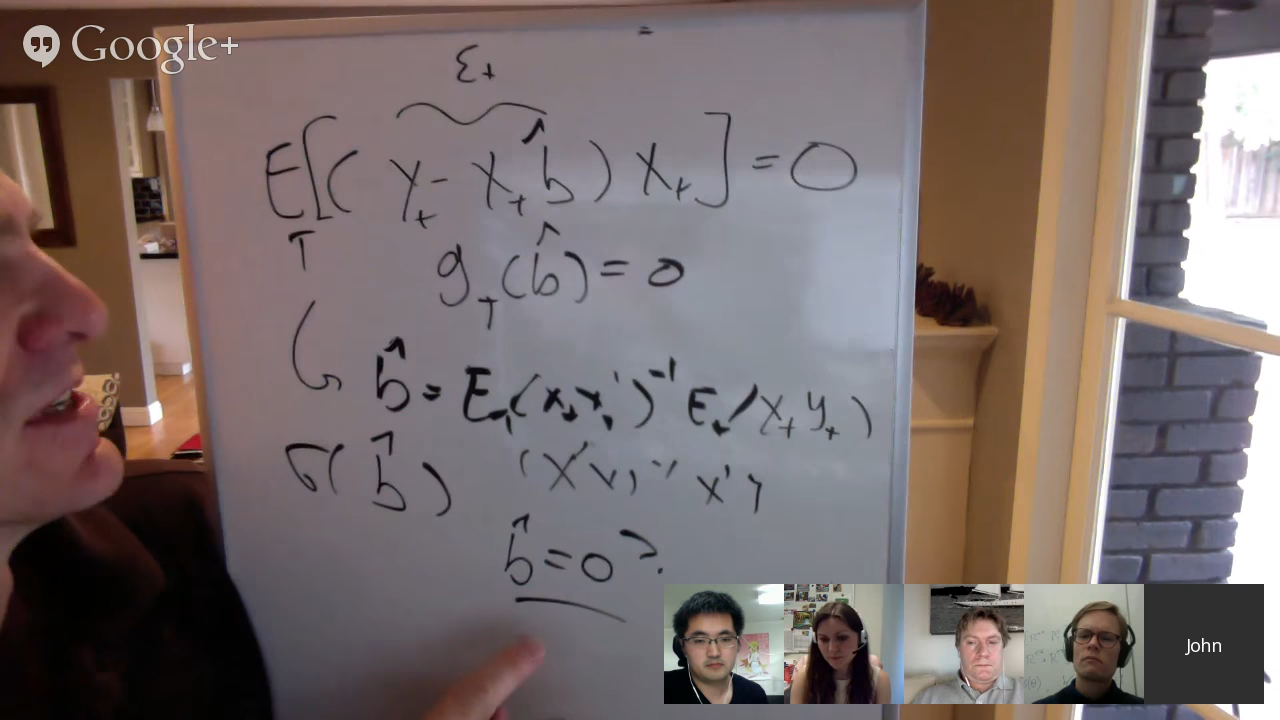 Google+
=
ε_t
E_T[(y_t - x_t b̂) x_t] = 0
g_T(b̂) = 0
b̂ = E_T(x_t x_t')^-1 E_T(x_t y_t)
σ(b̂) (X'X)^-1 X'Y
b̂ = 0?
John